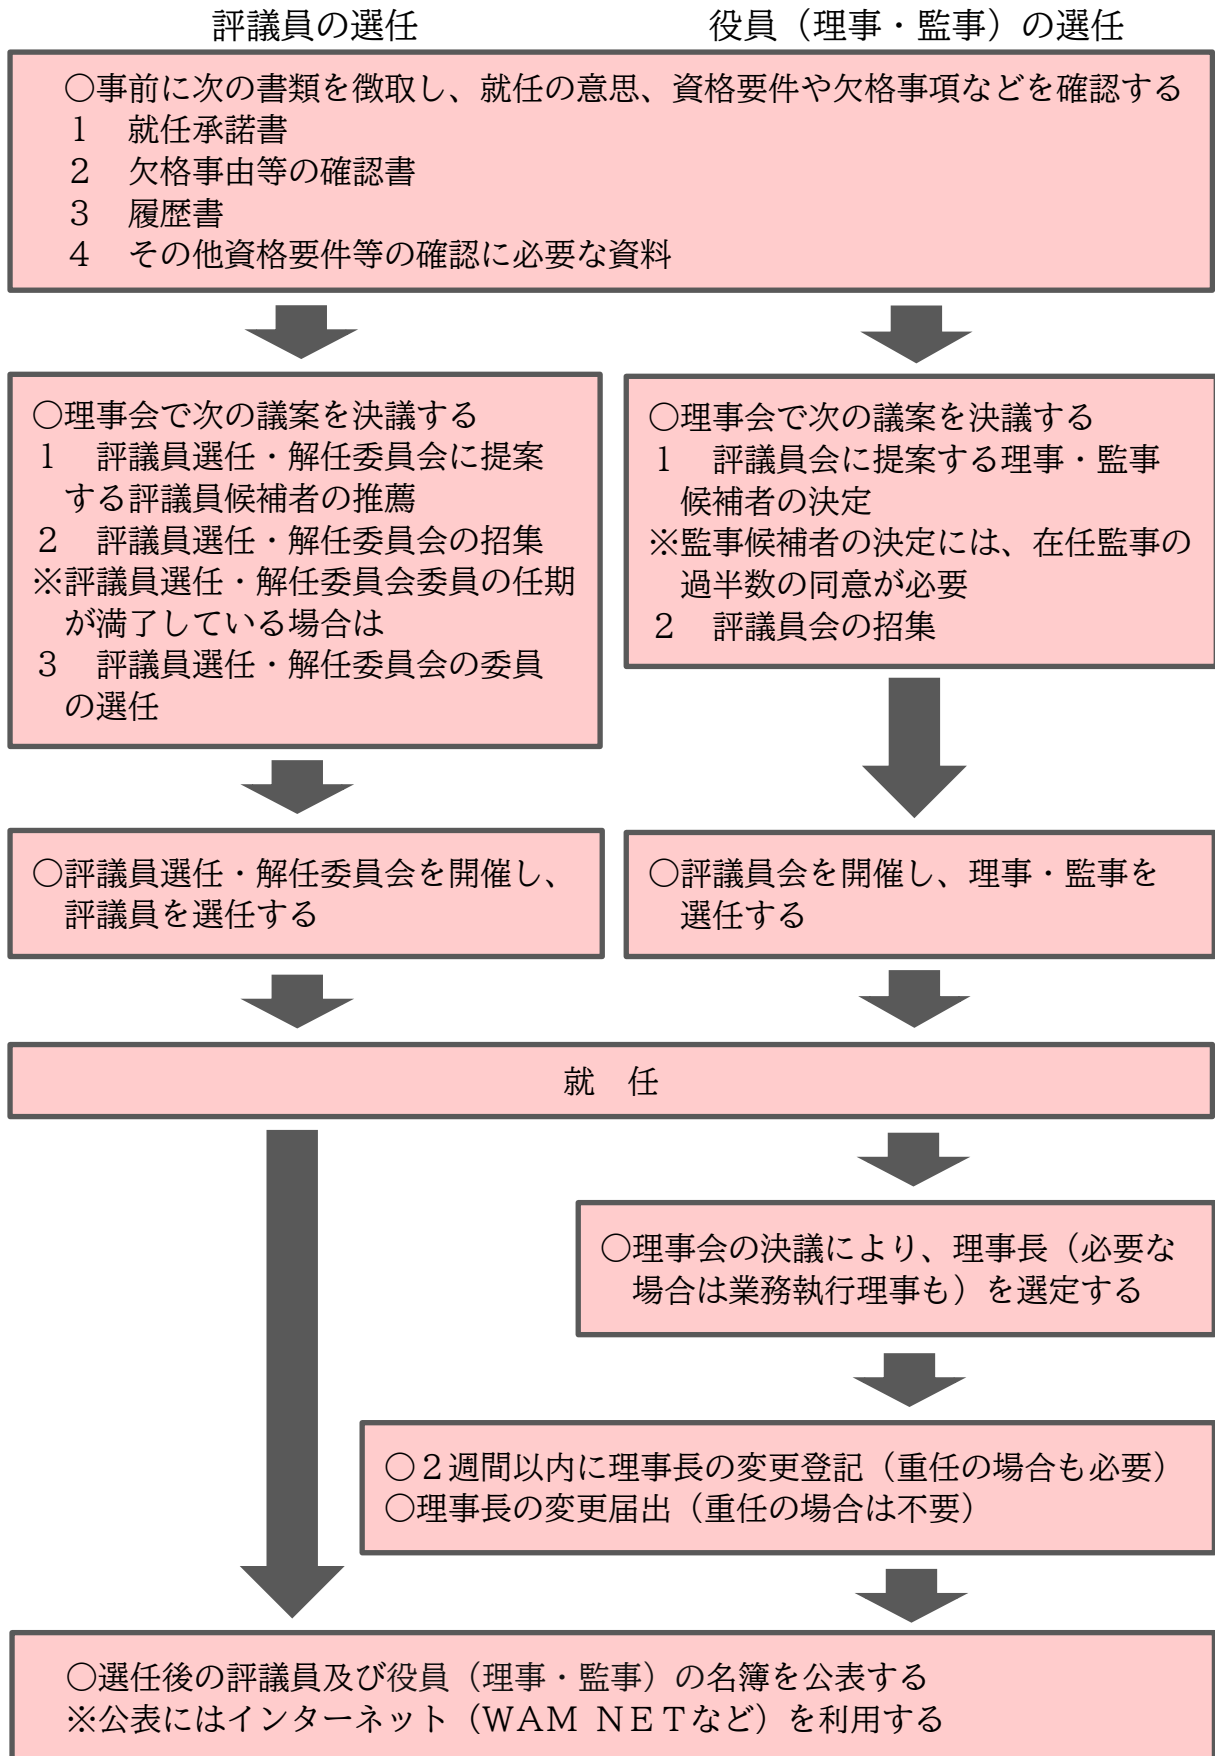 評議員の選任
役員（理事・監事）の選任
○事前に次の書類を徴取し、就任の意思、資格要件や欠格事項などを確認する
１　就任承諾書
２　欠格事由等の確認書
３　履歴書
４　その他資格要件等の確認に必要な資料
○理事会で次の議案を決議する
１　評議員選任・解任委員会に提案
する評議員候補者の推薦
２　評議員選任・解任委員会の招集
※評議員選任・解任委員会委員の任期
が満了している場合は
３　評議員選任・解任委員会の委員
の選任
○理事会で次の議案を決議する
１　評議員会に提案する理事・監事
候補者の決定
※監事候補者の決定には、在任監事の
過半数の同意が必要
２　評議員会の招集
○評議員選任・解任委員会を開催し、
評議員を選任する
○評議員会を開催し、理事・監事を
選任する
就　任
○理事会の決議により、理事長（必要な
場合は業務執行理事も）を選定する
○２週間以内に理事長の変更登記（重任の場合も必要）
○理事長の変更届出（重任の場合は不要）
○選任後の評議員及び役員（理事・監事）の名簿を公表する
※公表にはインターネット（ＷＡＭ ＮＥＴなど）を利用する